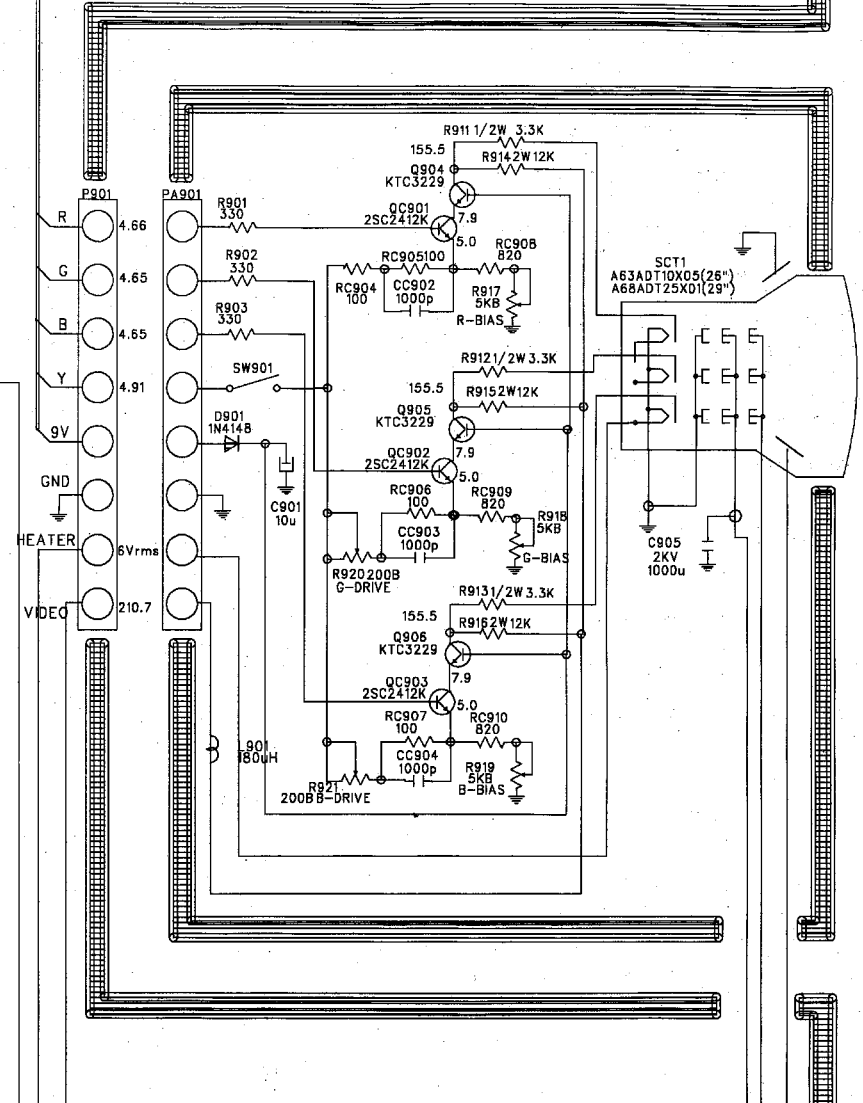 R911 1/2W 3.3K
155.5
R914 2W 12K
Q904
KTC3229
P901
PA901
R901
330
QC901
2SC2412K
7.9
R
4.66
5.0
R902
330
RC905 100
RC908
820
G
4.65
RC904
100
CC902
1000p
R917
5KB
R-BIAS
SCT1
A63ADT10X05(26")
A68ADT25XD1(29")
R903
330
B
4.65
R912 1/2W 3.3K
SW901
Y
4.91
155.5
R915 2W 12K
Q905
KTC3229
D901
1N4148
9V
7.9
QC902
2SC2412K
5.0
GND
C901
10u
RC906
100
RC909
820
R918
5KB
CC903
1000p
G-BIAS
HEATER
6Vrms
C905
2KV
1000u
R920 200B
G-DRIVE
R913 1/2W 3.3K
VIDEO
210.7
155.5
R916 2W 12K
Q906
KTC3229
7.9
QC903
2SC2412K
5.0
RC907
100
RC910
820
L901
180uH
CC904
1000p
R919
5KB
B-BIAS
R921
200B B-DRIVE